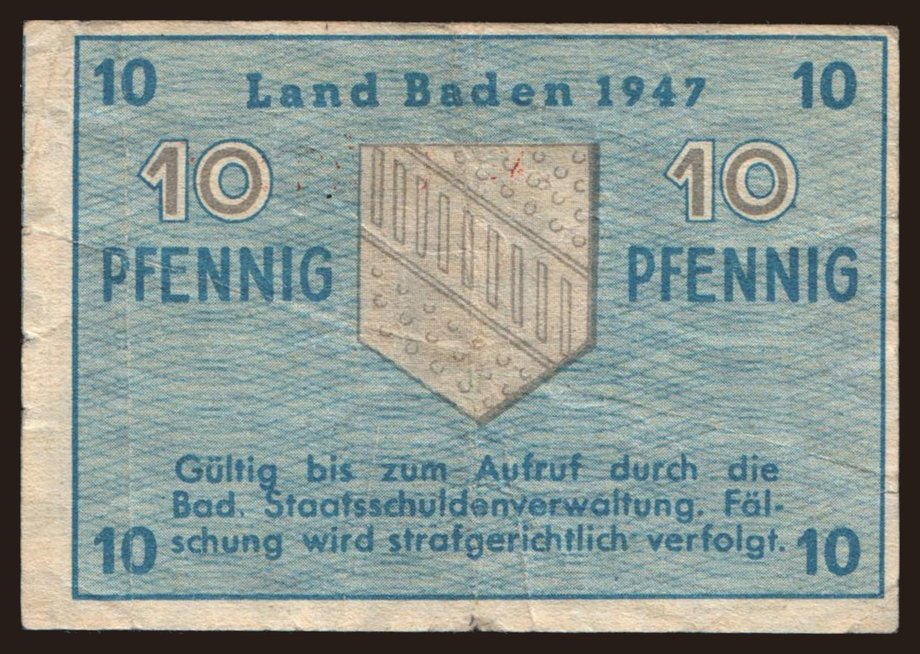 10 Land Baden 1947 10
10 10
PFENNIG PFENNIG
Gültig bis zum Aufruf durch die
Bad. Staatsschuldenverwaltung. Fäl-
10 schung wird strafgerichtlich verfolgt. 10